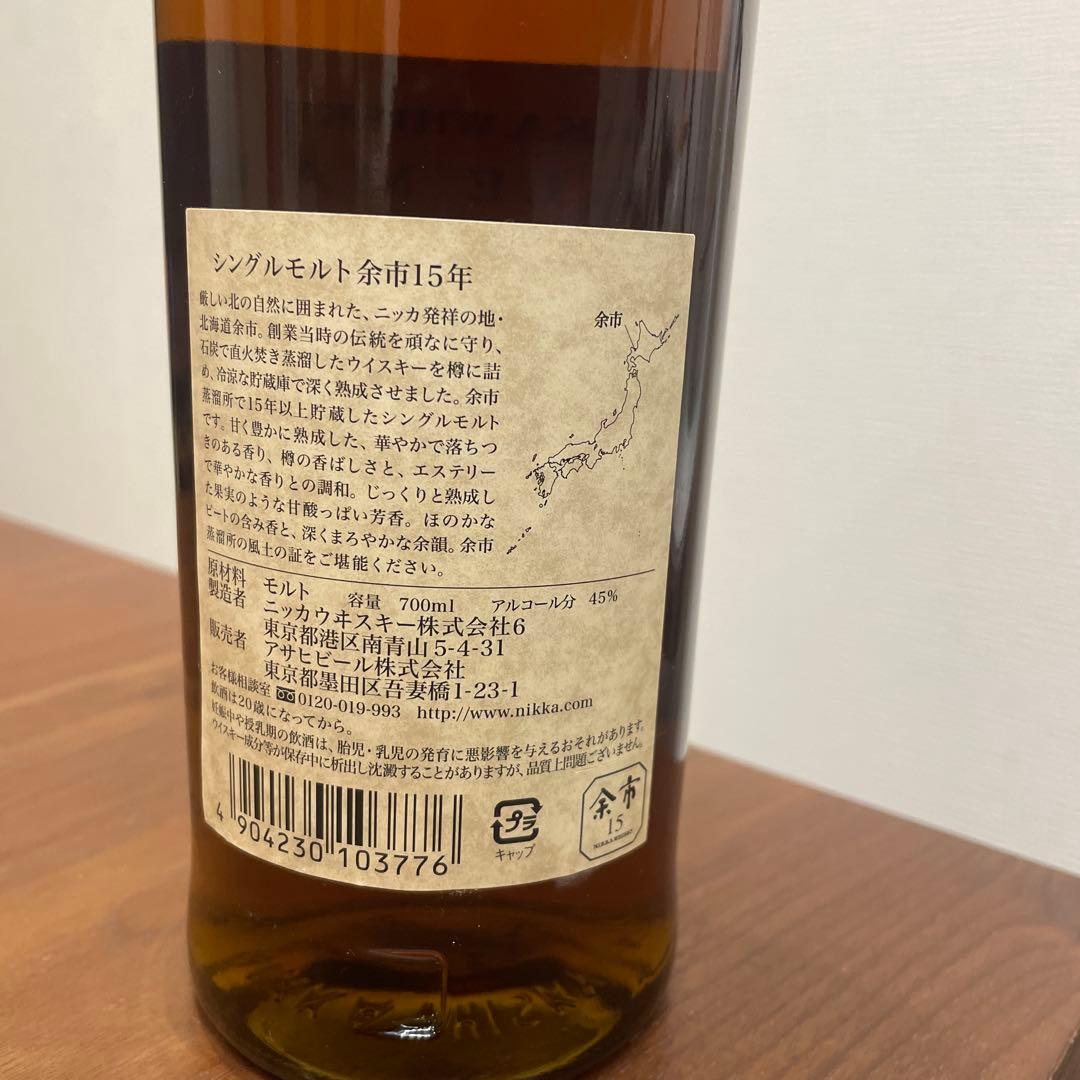 シングルモルト 余市15年
厳しい北の自然に囲まれた、ニッカ発祥の地・
北海道余市。創業当時の伝統を頑なに守り、
石炭で直火焚き蒸溜したウイスキーを樽に詰
め、冷涼な貯蔵庫で深く熟成させました。余市
蒸溜所で15年以上貯蔵したシングルモルト
です。甘く豊かに熟成した、華やかで落ちつ
きのある香り、樽の香ばしさと、エステリー
で華やかな香りとの調和。じっくりと熟成し
た果実のような甘酸っぱい芳香。ほのかな
ピートの含み香と、深くまろやかな余韻。余市
蒸溜所の風土の証をご堪能ください。
余市
原材料 モルト 容量 700ml アルコール分 45%
製造者 ニッカウヰスキー株式会社6
東京都港区南青山5-4-31
販売者 アサヒビール株式会社
東京都墨田区吾妻橋1-23-1
お客様相談室 0120-019-993 http://www.nikka.com
飲酒は20歳になってから。
妊娠中や授乳期の飲酒は、胎児・乳児の発育に悪影響を与えるおそれがあります。
ウイスキー成分等が保存中に析出し沈澱することがありますが、品質上問題ございません。
4 904230 103776
プラ
キャップ
余市
15
NIKKA WHISKY